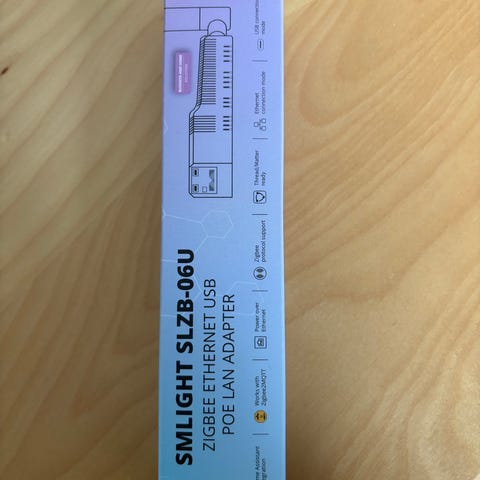 SMLIGHT SLZB-06U
ZIGBEE ETHERNET USB
POE LAN ADAPTER
Assistant
Works with
Zigbee2MQTT
Power over
Ethernet
Zigbee
protocol support
Thread/Matter
ready
Ethernet
connection mode
USB connection
mode